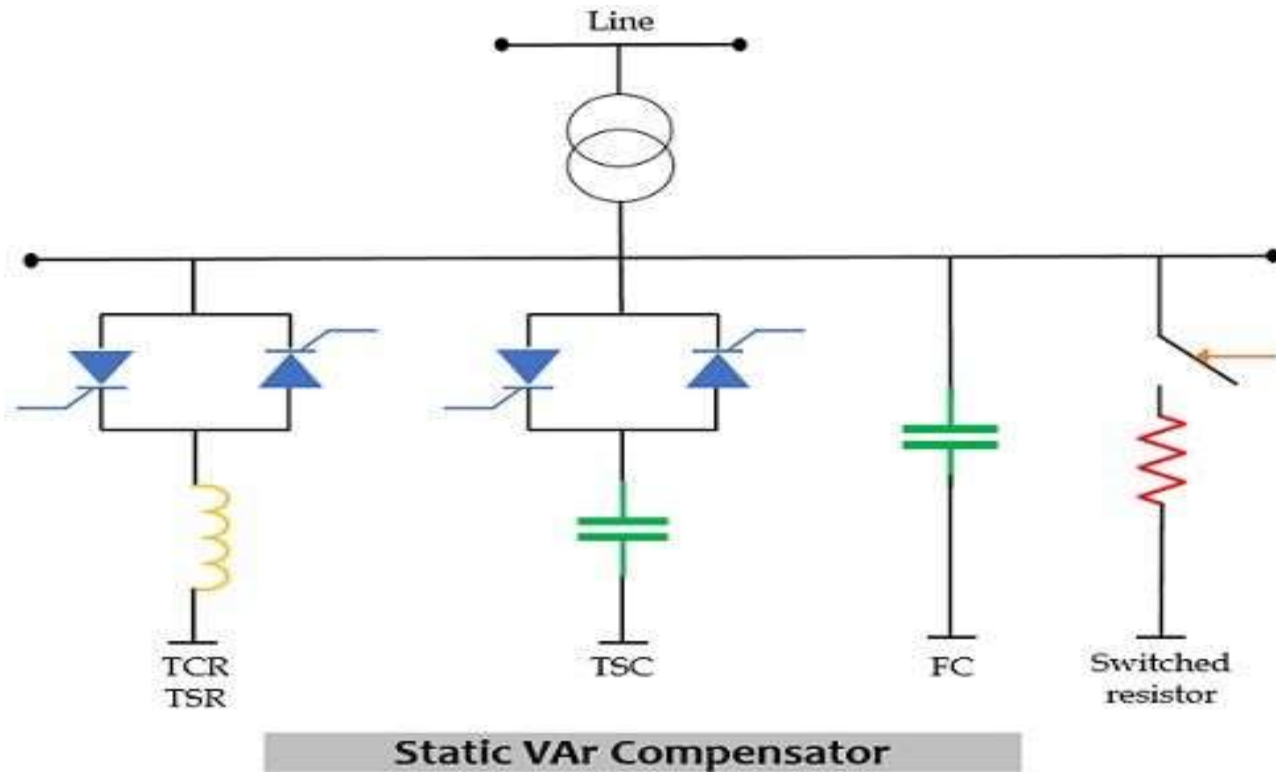 Line
TCR
TSR
TSC
FC
Switched
resistor
Static VAr Compensator